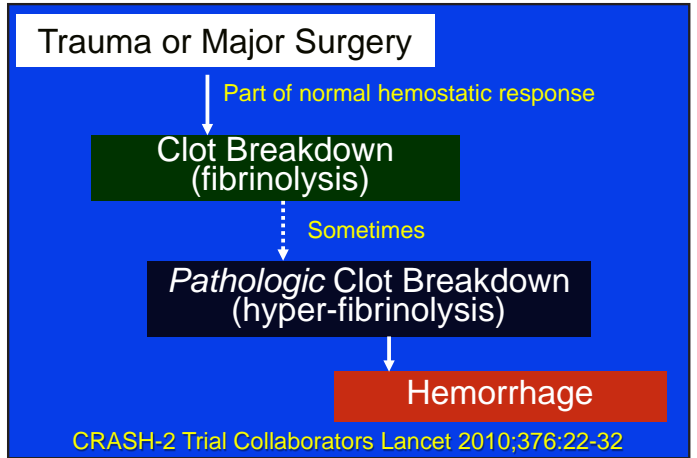 Trauma or Major Surgery
Part of normal hemostatic response
Clot Breakdown
(fibrinolysis)
Sometimes
Pathologic Clot Breakdown
(hyper-fibrinolysis)
Hemorrhage
CRASH-2 Trial Collaborators Lancet 2010;376:22-32